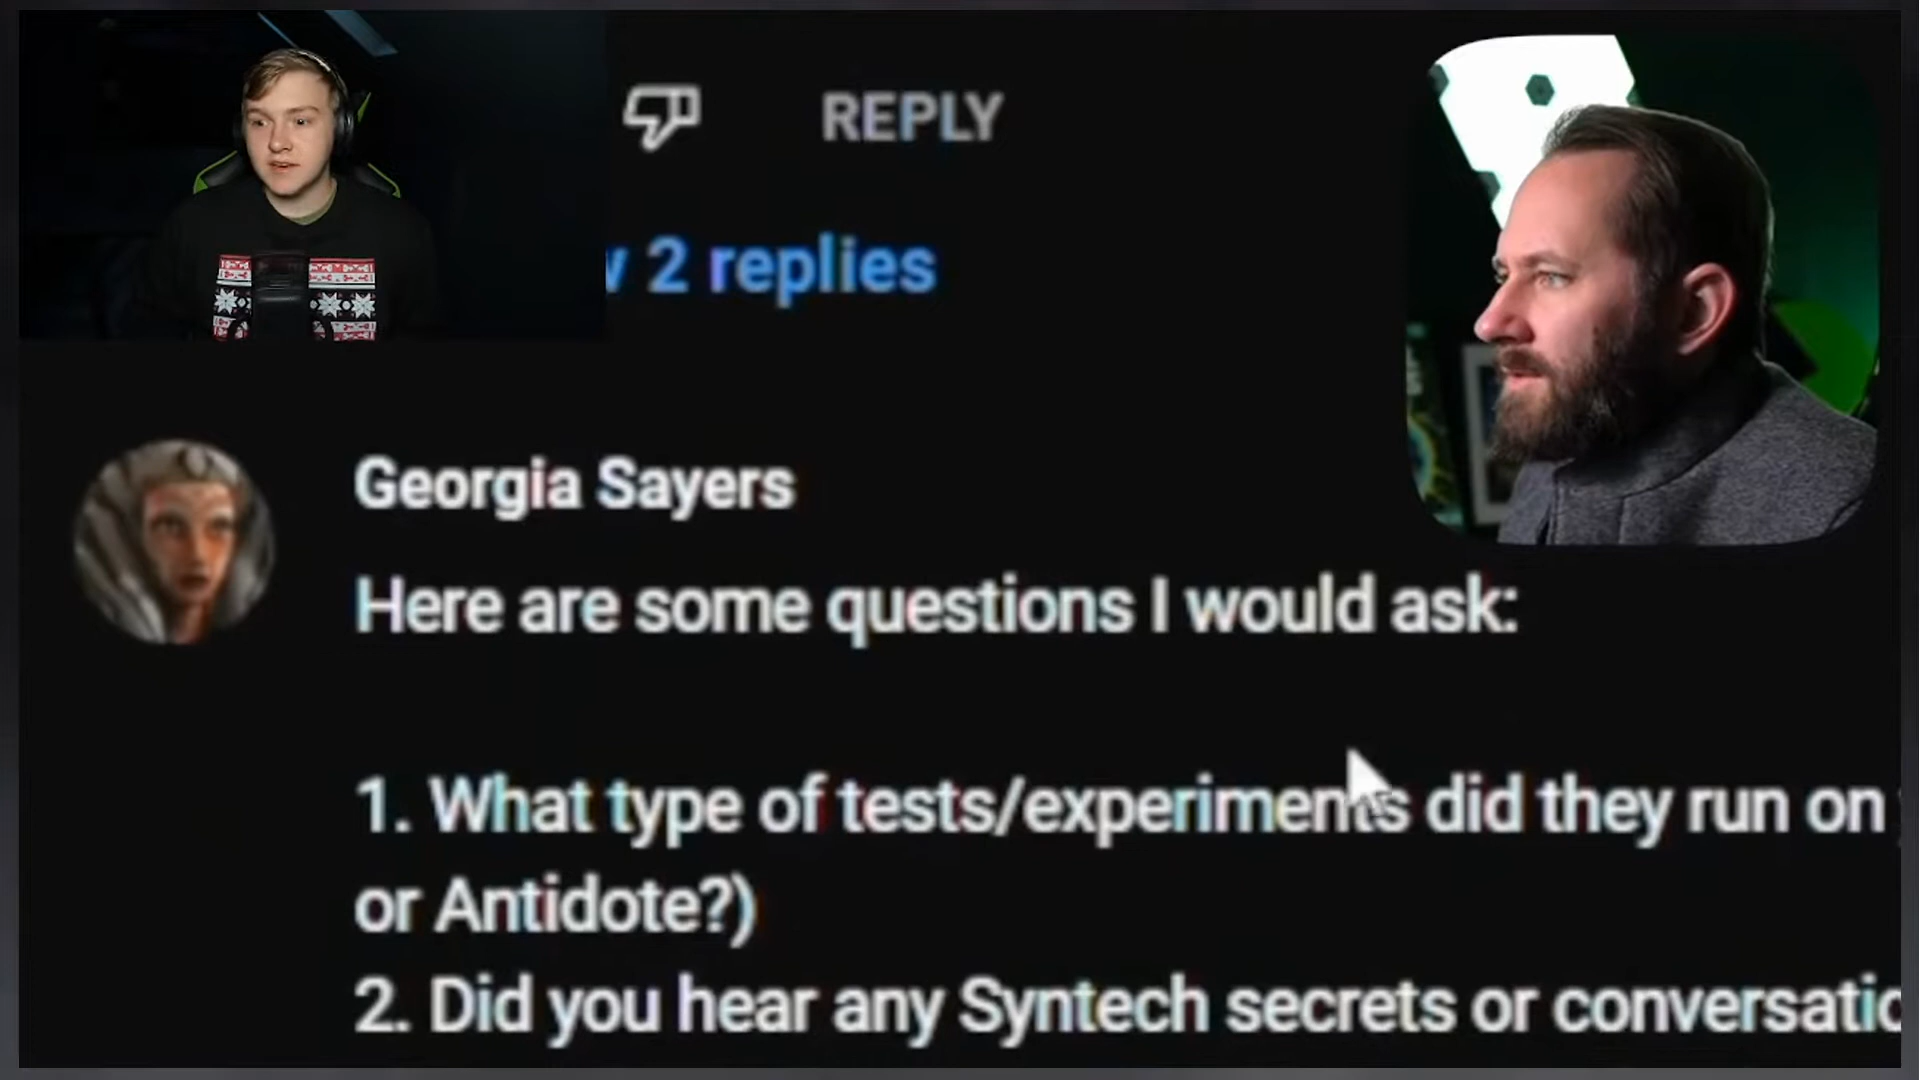 REPLY
2 replies
Georgia Sayers
Here are some questions I would ask:
1. What type of tests/experiments did they run on
or Antidote?)
2. Did you hear any Syntech secrets or